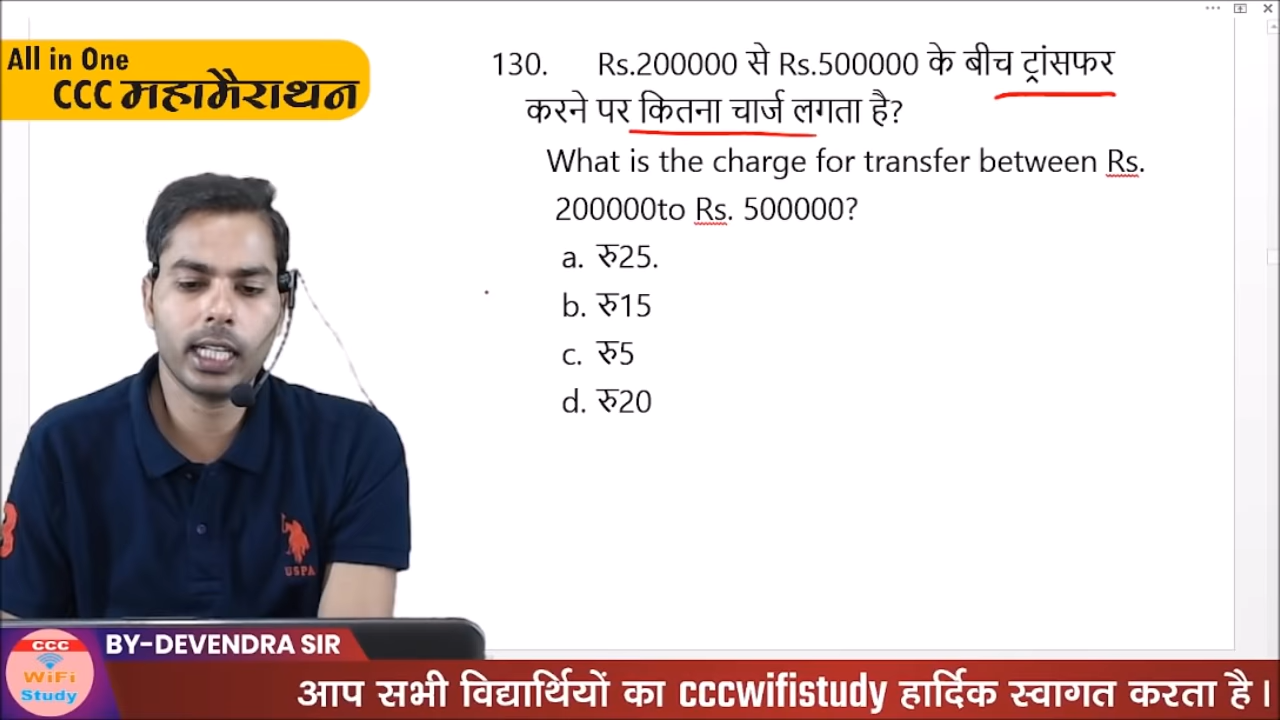 All in One
CCC महामैराथन
130. Rs.200000 से Rs.500000 के बीच ट्रांसफर
करने पर कितना चार्ज लगता है?
What is the charge for transfer between Rs.
200000to Rs. 500000?
a. रु25.
b. रु15
c. रु5
d. रु20
3
USPA
CCC
WiFi
Study
BY-DEVENDRA SIR
आप सभी विद्यार्थियों का cccwifistudy हार्दिक स्वागत करता है।